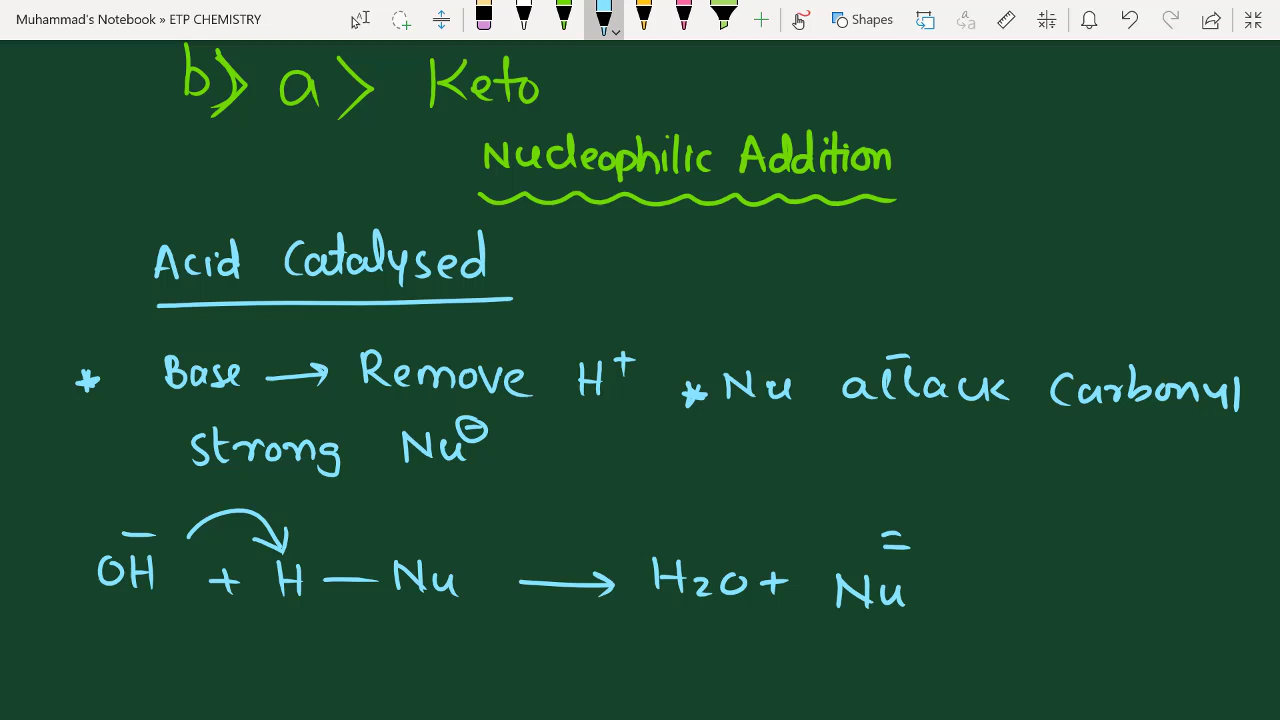 Muhammad's Notebook » ETP CHEMISTRY
Shapes
b) a > Keto
Nucleophilic Addition
Acid Catalysed
* Base → Remove H⁺ * Nu attack Carbonyl
strong Nu⊖
OH⁻ + H — Nu → H2O + Nu⁼